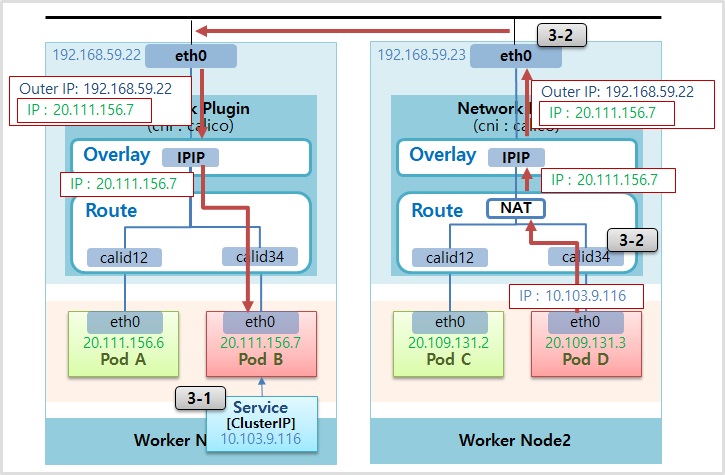 3-2
192.168.59.22
eth0
192.168.59.23
eth0
Outer IP: 192.168.59.22
IP : 20.111.156.7
Outer IP: 192.168.59.22
IP : 20.111.156.7
Plugin
(cni : calico)
Network
(cni : calico)
Overlay
IPIP
Overlay
IPIP
IP : 20.111.156.7
IP : 20.111.156.7
Route
Route
NAT
3-2
calid12
calid34
calid12
calid34
IP : 10.103.9.116
eth0
20.111.156.6
Pod A
eth0
20.111.156.7
Pod B
eth0
20.109.131.2
Pod C
eth0
20.109.131.3
Pod D
3-1
Service
[ClusterIP]
10.103.9.116
Worker
Worker Node2